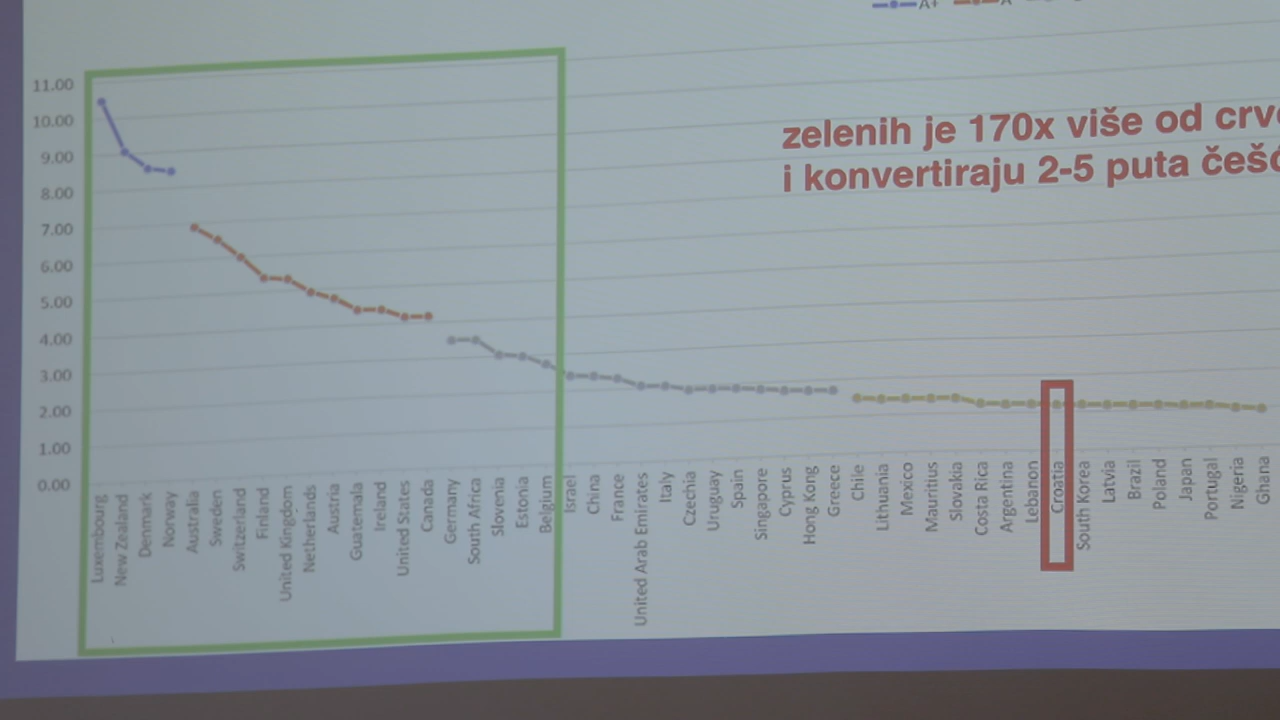 A+
zelenih je 170x više od
i konvertiraju 2-5 puta
11.00
10.00
9.00
8.00
7.00
6.00
5.00
4.00
3.00
2.00
1.00
0.00
Luxembourg
New Zealand
Denmark
Norway
Australia
Sweden
Switzerland
Finland
United Kingdom
Netherlands
Austria
Guatemala
Ireland
United States
Canada
Germany
South Africa
Slovenia
Estonia
Belgium
Israel
China
France
United Arab Emirates
Italy
Czechia
Uruguay
Spain
Singapore
Cyprus
Hong Kong
Greece
Chile
Lithuania
Mexico
Mauritius
Slovakia
Costa Rica
Argentina
Lebanon
Croatia
South Korea
Latvia
Brazil
Poland
Japan
Portugal
Nigeria
Ghana